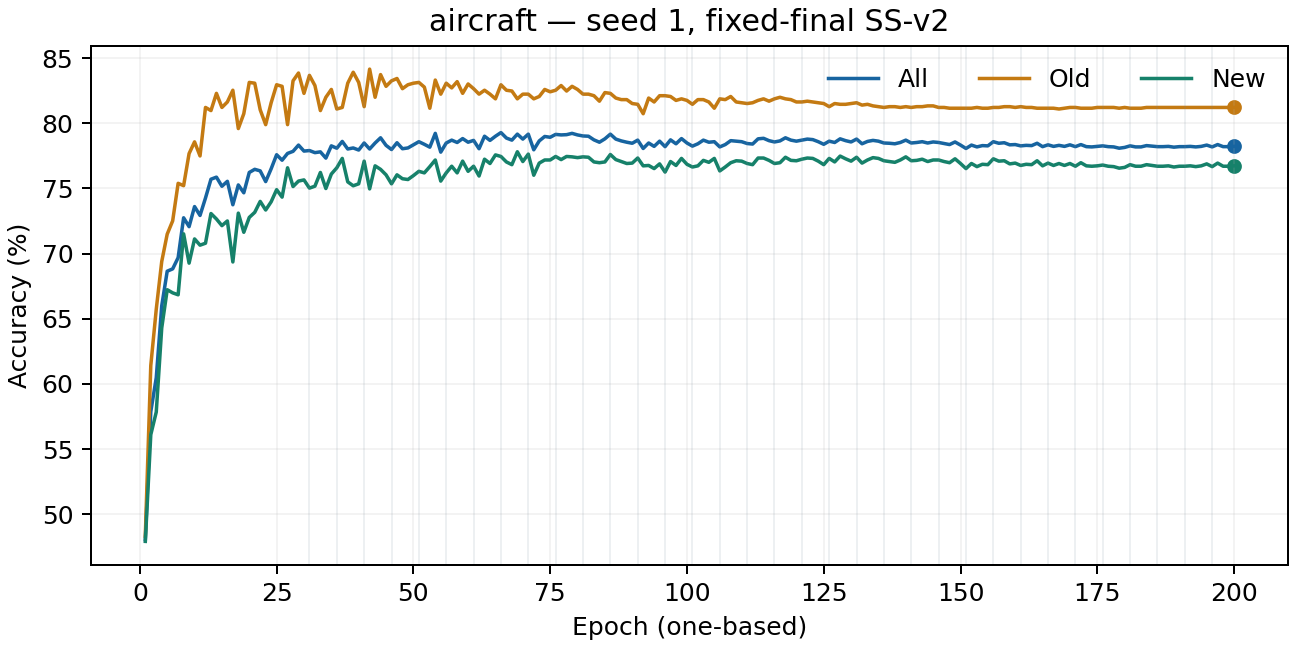 aircraft — seed 1, fixed-final SS-v2
All Old New
Accuracy (%)
85
80
75
70
65
60
55
50
0 25 50 75 100 125 150 175 200
Epoch (one-based)